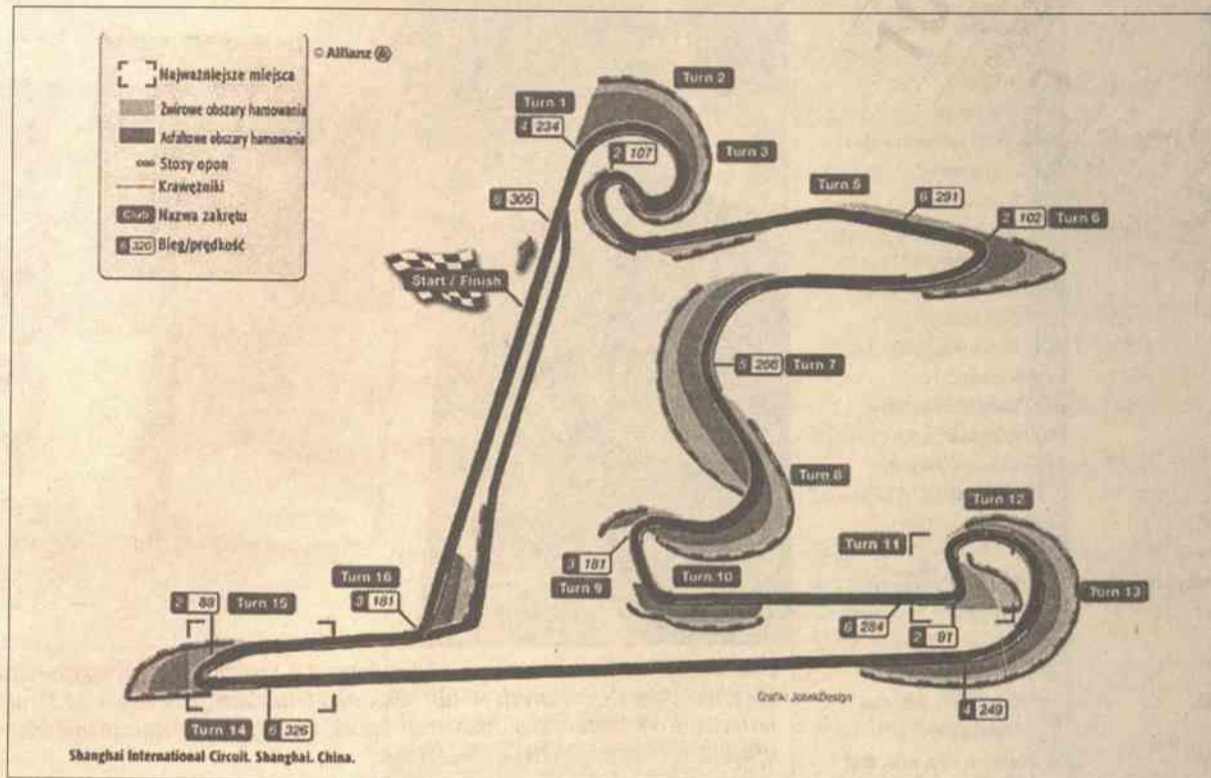 © Allianz
Najważniejsze miejsca
Żwirowe obszary hamowania
Asfaltowe obszary hamowania
Stosy opon
Krawężniki
Club Nazwa zakrętu
6 320 Bieg/prędkość
Turn 2
Turn 1
4 234
2 107
Turn 3
6 305
Turn 5
6 291
2 102 Turn 6
Start / Finish
5 266 Turn 7
Turn 8
Turn 12
Turn 11
3 181
Turn 9
Turn 10
Turn 16
3 181
2 88 Turn 15
6 284
2 91
Turn 13
Grafik: JobekDesign
4 249
Turn 14 6 326
Shanghai International Circuit. Shanghai. China.